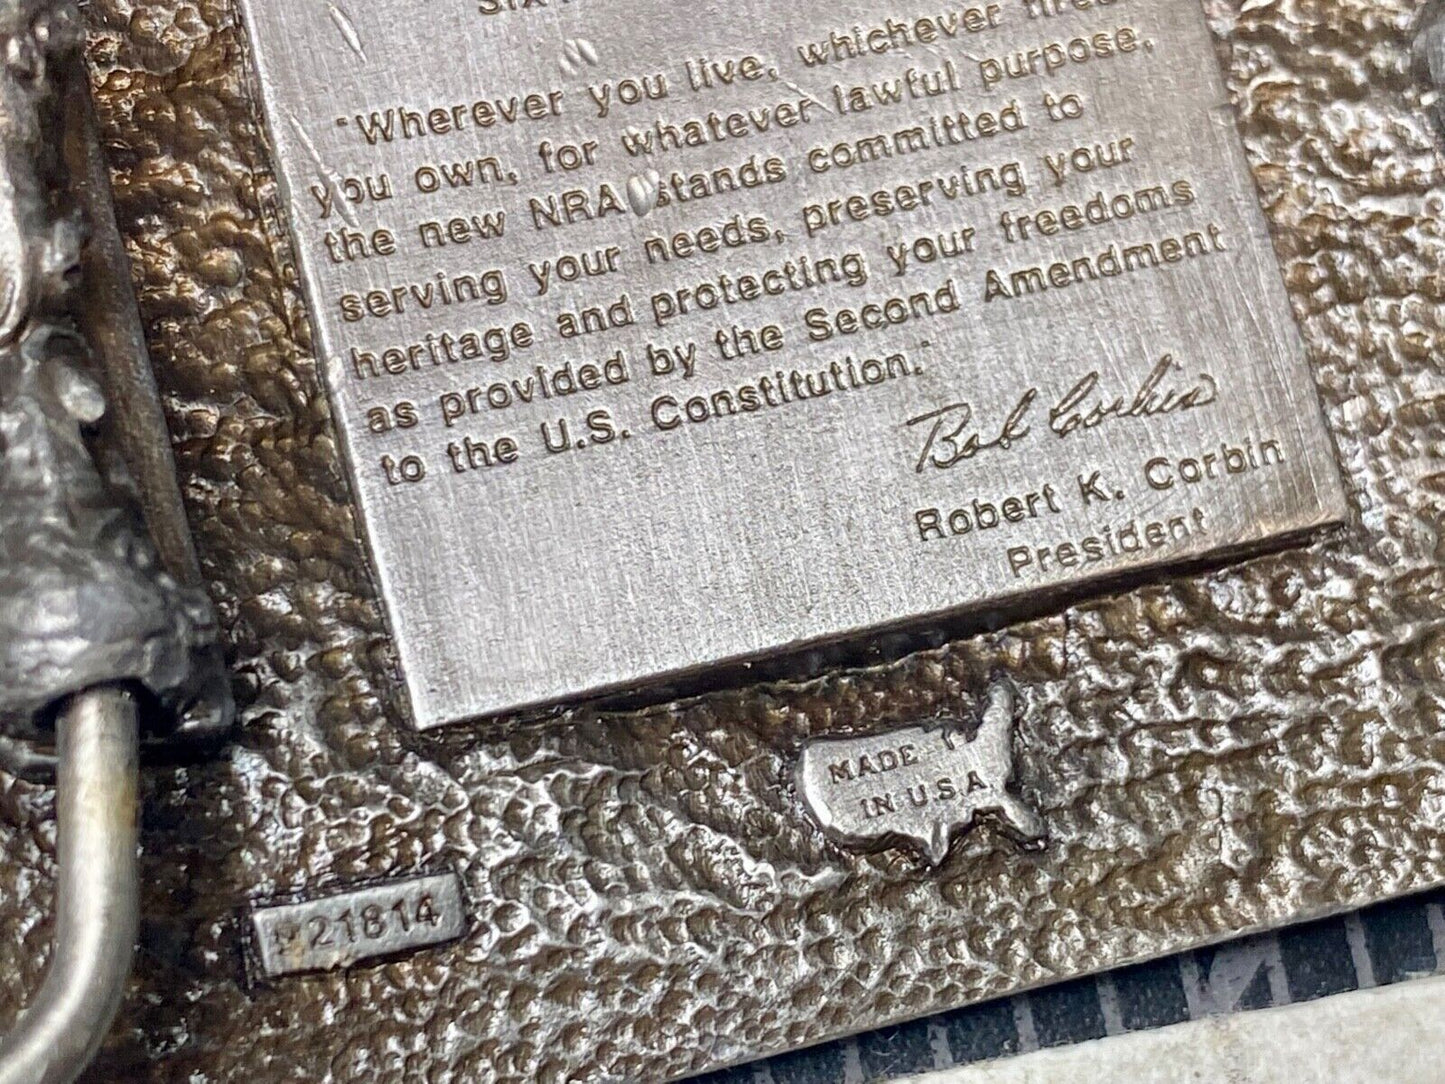 "Wherever you live, whichever
you own, for whatever lawful purpose,
the new NRA stands committed to
serving your needs, preserving your
heritage and protecting your freedoms
as provided by the Second Amendment
to the U.S. Constitution."
Bob Corbin
Robert K. Corbin
President
MADE
IN U.S.A.
21814